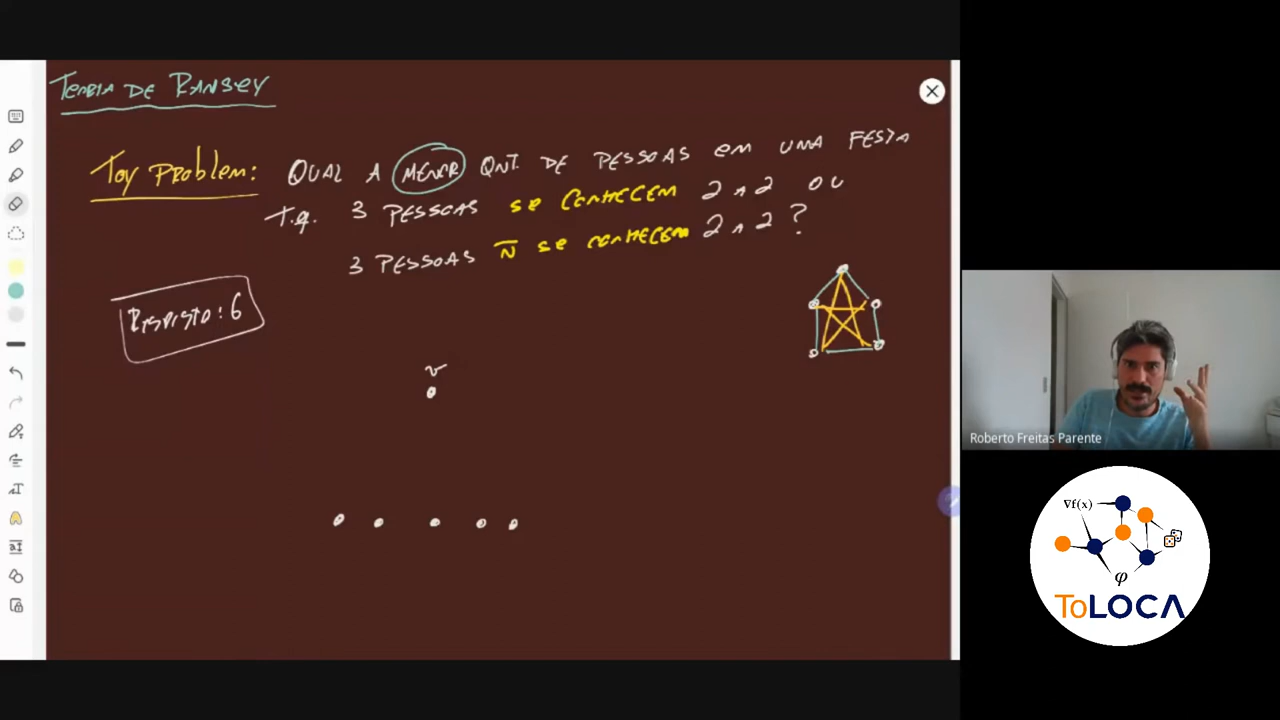 TEORIA DE RAMSEY
TOY PROBLEM: QUAL A MENOR QNT. DE PESSOAS EM UMA FESTA
T.q. 3 PESSOAS SE CONHECEM 2 A 2 OU
3 PESSOAS Ñ SE CONHECEM 2 A 2 ?
RESPOSTA: 6
v
Roberto Freitas Parente
∇f(x)
φ
ToLOCA